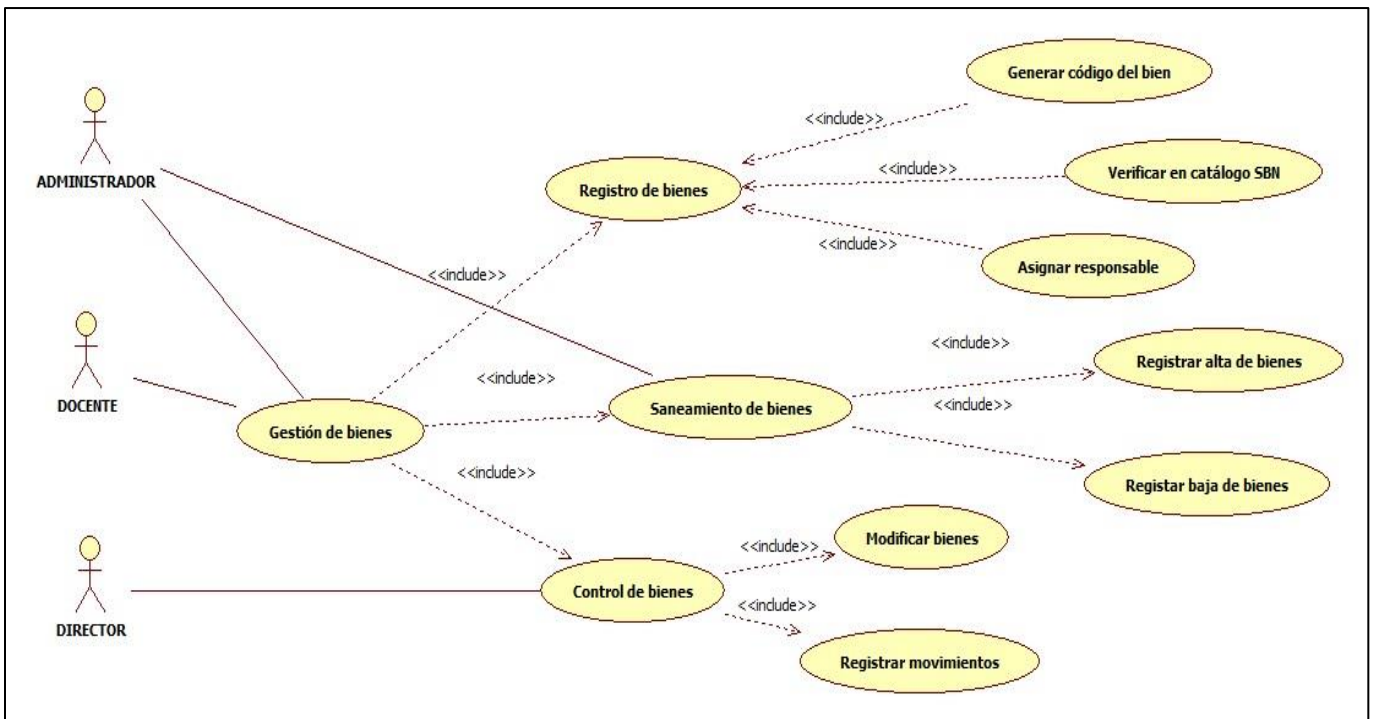 Generar código del bien
<<include>>
ADMINISTRADOR
Registro de bienes
<<include>>
Verificar en catálogo SBN
<<include>>
Asignar responsable
<<include>>
DOCENTE
Gestión de bienes
<<include>>
Saneamiento de bienes
<<include>>
Registrar alta de bienes
<<include>>
Registar baja de bienes
<<include>>
DIRECTOR
Control de bienes
<<include>>
Modificar bienes
<<include>>
Registrar movimientos